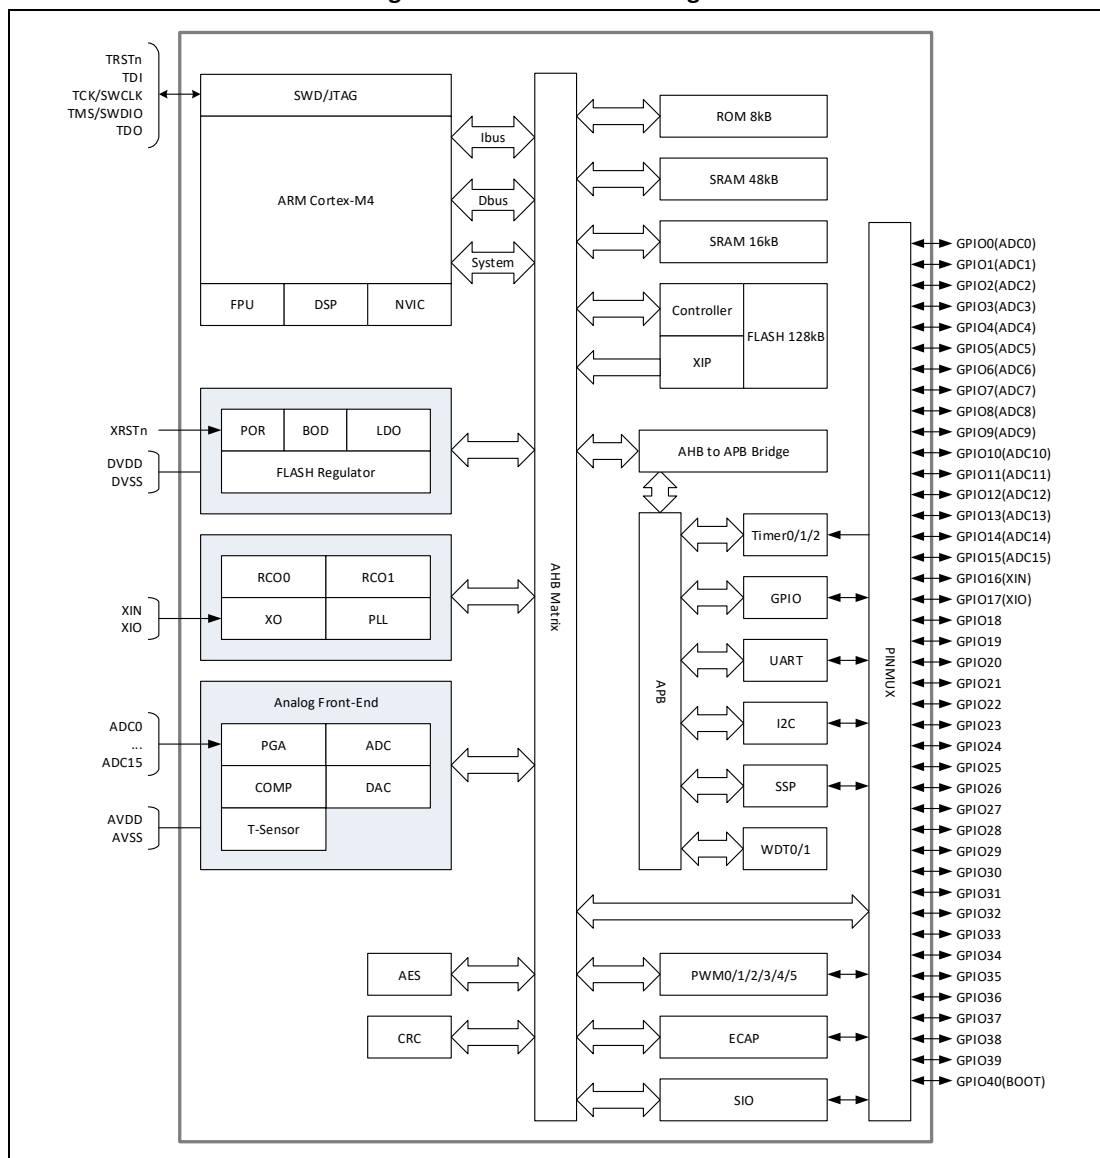 TRSTn
TDI
TCK/SWCLK
TMS/SWDIO
TDO
SWD/JTAG
ARM Cortex-M4
FPU
DSP
NVIC
Ibus
Dbus
System
XRSTn
DVDD
DVSS
POR
BOD
LDO
FLASH Regulator
XIN
XIO
RCO0
RCO1
XO
PLL
ADC0
...
ADC15
AVDD
AVSS
Analog Front-End
PGA
ADC
COMP
DAC
T-Sensor
AES
CRC
AHB Matrix
ROM 8kB
SRAM 48kB
SRAM 16kB
Controller
XIP
FLASH 128kB
AHB to APB Bridge
APB
Timer0/1/2
GPIO
UART
I2C
SSP
WDT0/1
PWM0/1/2/3/4/5
ECAP
SIO
PINMUX
GPIO0(ADC0)
GPIO1(ADC1)
GPIO2(ADC2)
GPIO3(ADC3)
GPIO4(ADC4)
GPIO5(ADC5)
GPIO6(ADC6)
GPIO7(ADC7)
GPIO8(ADC8)
GPIO9(ADC9)
GPIO10(ADC10)
GPIO11(ADC11)
GPIO12(ADC12)
GPIO13(ADC13)
GPIO14(ADC14)
GPIO15(ADC15)
GPIO16(XIN)
GPIO17(XIO)
GPIO18
GPIO19
GPIO20
GPIO21
GPIO22
GPIO23
GPIO24
GPIO25
GPIO26
GPIO27
GPIO28
GPIO29
GPIO30
GPIO31
GPIO32
GPIO33
GPIO34
GPIO35
GPIO36
GPIO37
GPIO38
GPIO39
GPIO40(BOOT)